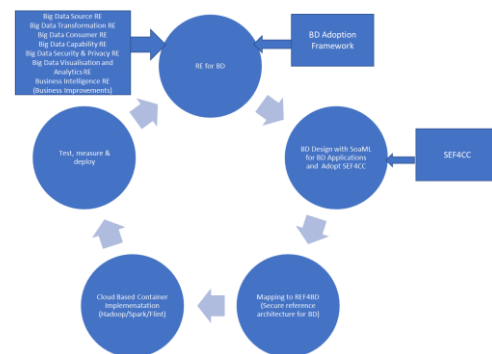 Big Data Source RE
Big Data Transformation RE
Big Data Consumer RE
Big Data Capability RE
Big Data Security & Privacy RE
Big Data Visualisation and
Analytics RE
Business Intelligence RE
(Business Improvements)
RE for BD
BD Adoption
Framework
Test, measure &
deploy
BD Design with SoaML
for BD Applications
and Adopt SEF4CC
SEF4CC
Cloud Based Container
Implemenatation
(Hadoop/Spark/Flint)
Mapping to REF4BD
(Secure reference
architecture for BD)